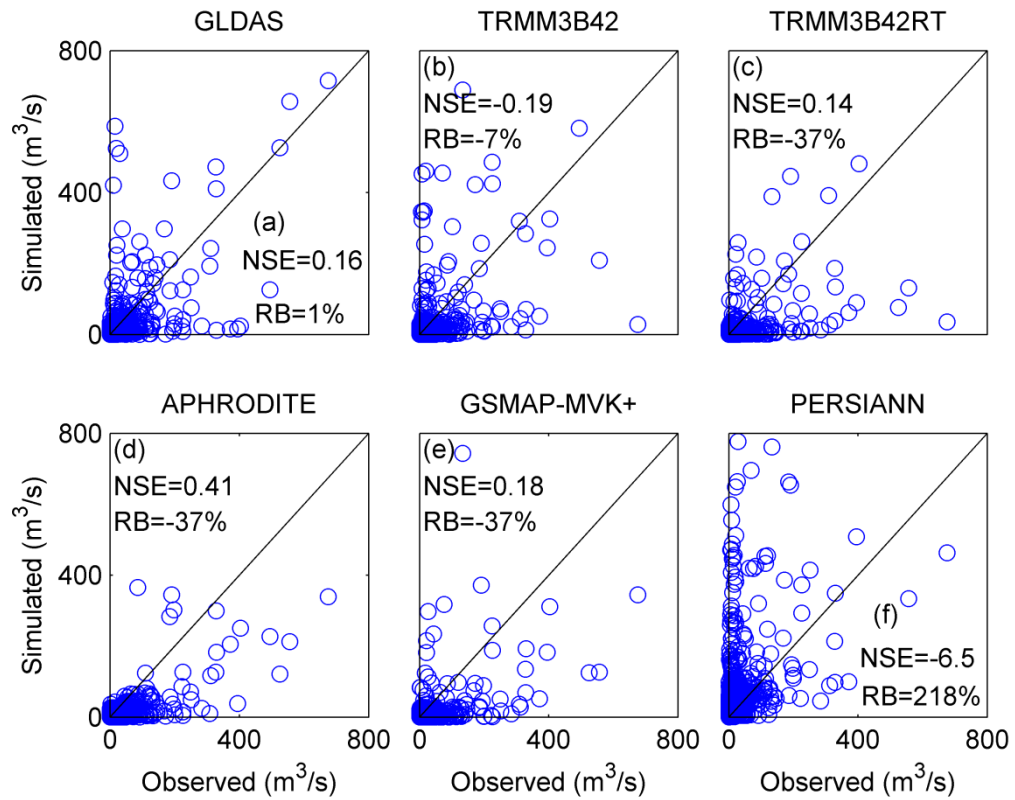 GLDAS
TRMM3B42
TRMM3B42RT
800
400
0
Simulated (m³/s)
(a)
NSE=0.16
RB=1%
(b)
NSE=-0.19
RB=-7%
(c)
NSE=0.14
RB=-37%
APHRODITE
GSMAP-MVK+
PERSIANN
800
400
0
Simulated (m³/s)
(d)
NSE=0.41
RB=-37%
(e)
NSE=0.18
RB=-37%
(f)
NSE=-6.5
RB=218%
0 400 800
0 400 800
0 400 800
Observed (m³/s)
Observed (m³/s)
Observed (m³/s)